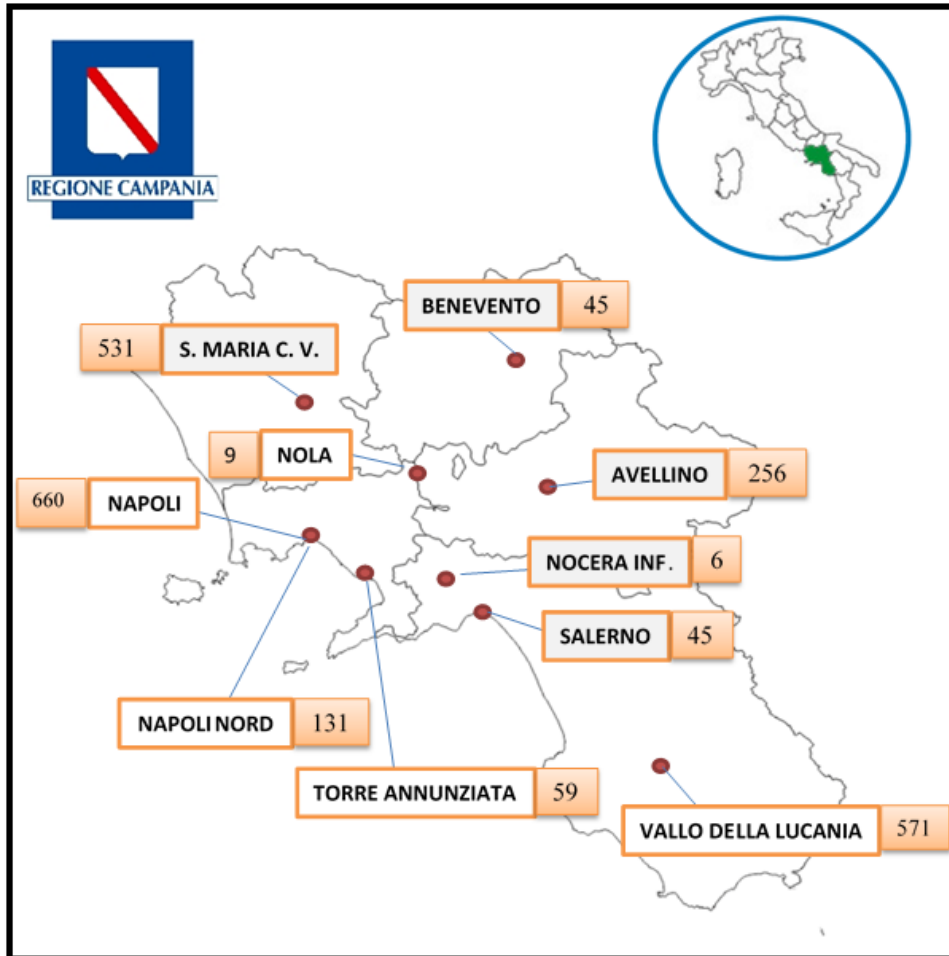 REGIONE CAMPANIA
BENEVENTO 45
531 S. MARIA C. V.
9 NOLA
AVELLINO 256
660 NAPOLI
NOCERA INF. 6
SALERNO 45
NAPOLI NORD 131
TORRE ANNUNZIATA 59
VALLO DELLA LUCANIA 571